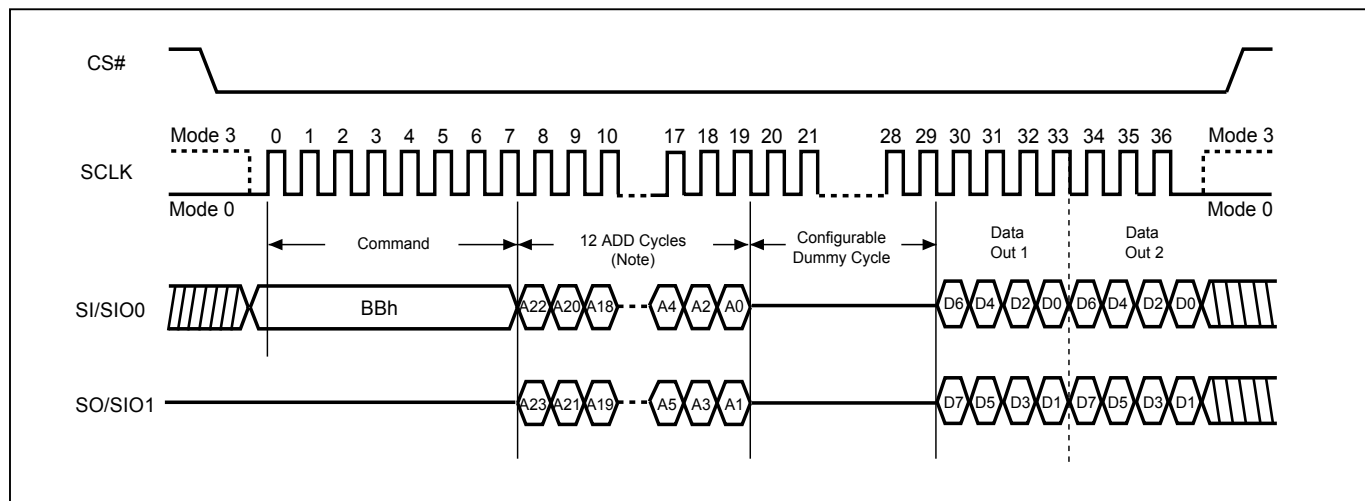 CS#
Mode 3 0 1 2 3 4 5 6 7 8 9 10 17 18 19 20 21 28 29 30 31 32 33 34 35 36 Mode 3
SCLK
Mode 0 Mode 0
Command 12 ADD Cycles (Note) Configurable Dummy Cycle Data Out 1 Data Out 2
SI/SIO0 BBh A22 A20 A18 A4 A2 A0 D6 D4 D2 D0 D6 D4 D2 D0
SO/SIO1 A23 A21 A19 A5 A3 A1 D7 D5 D3 D1 D7 D5 D3 D1